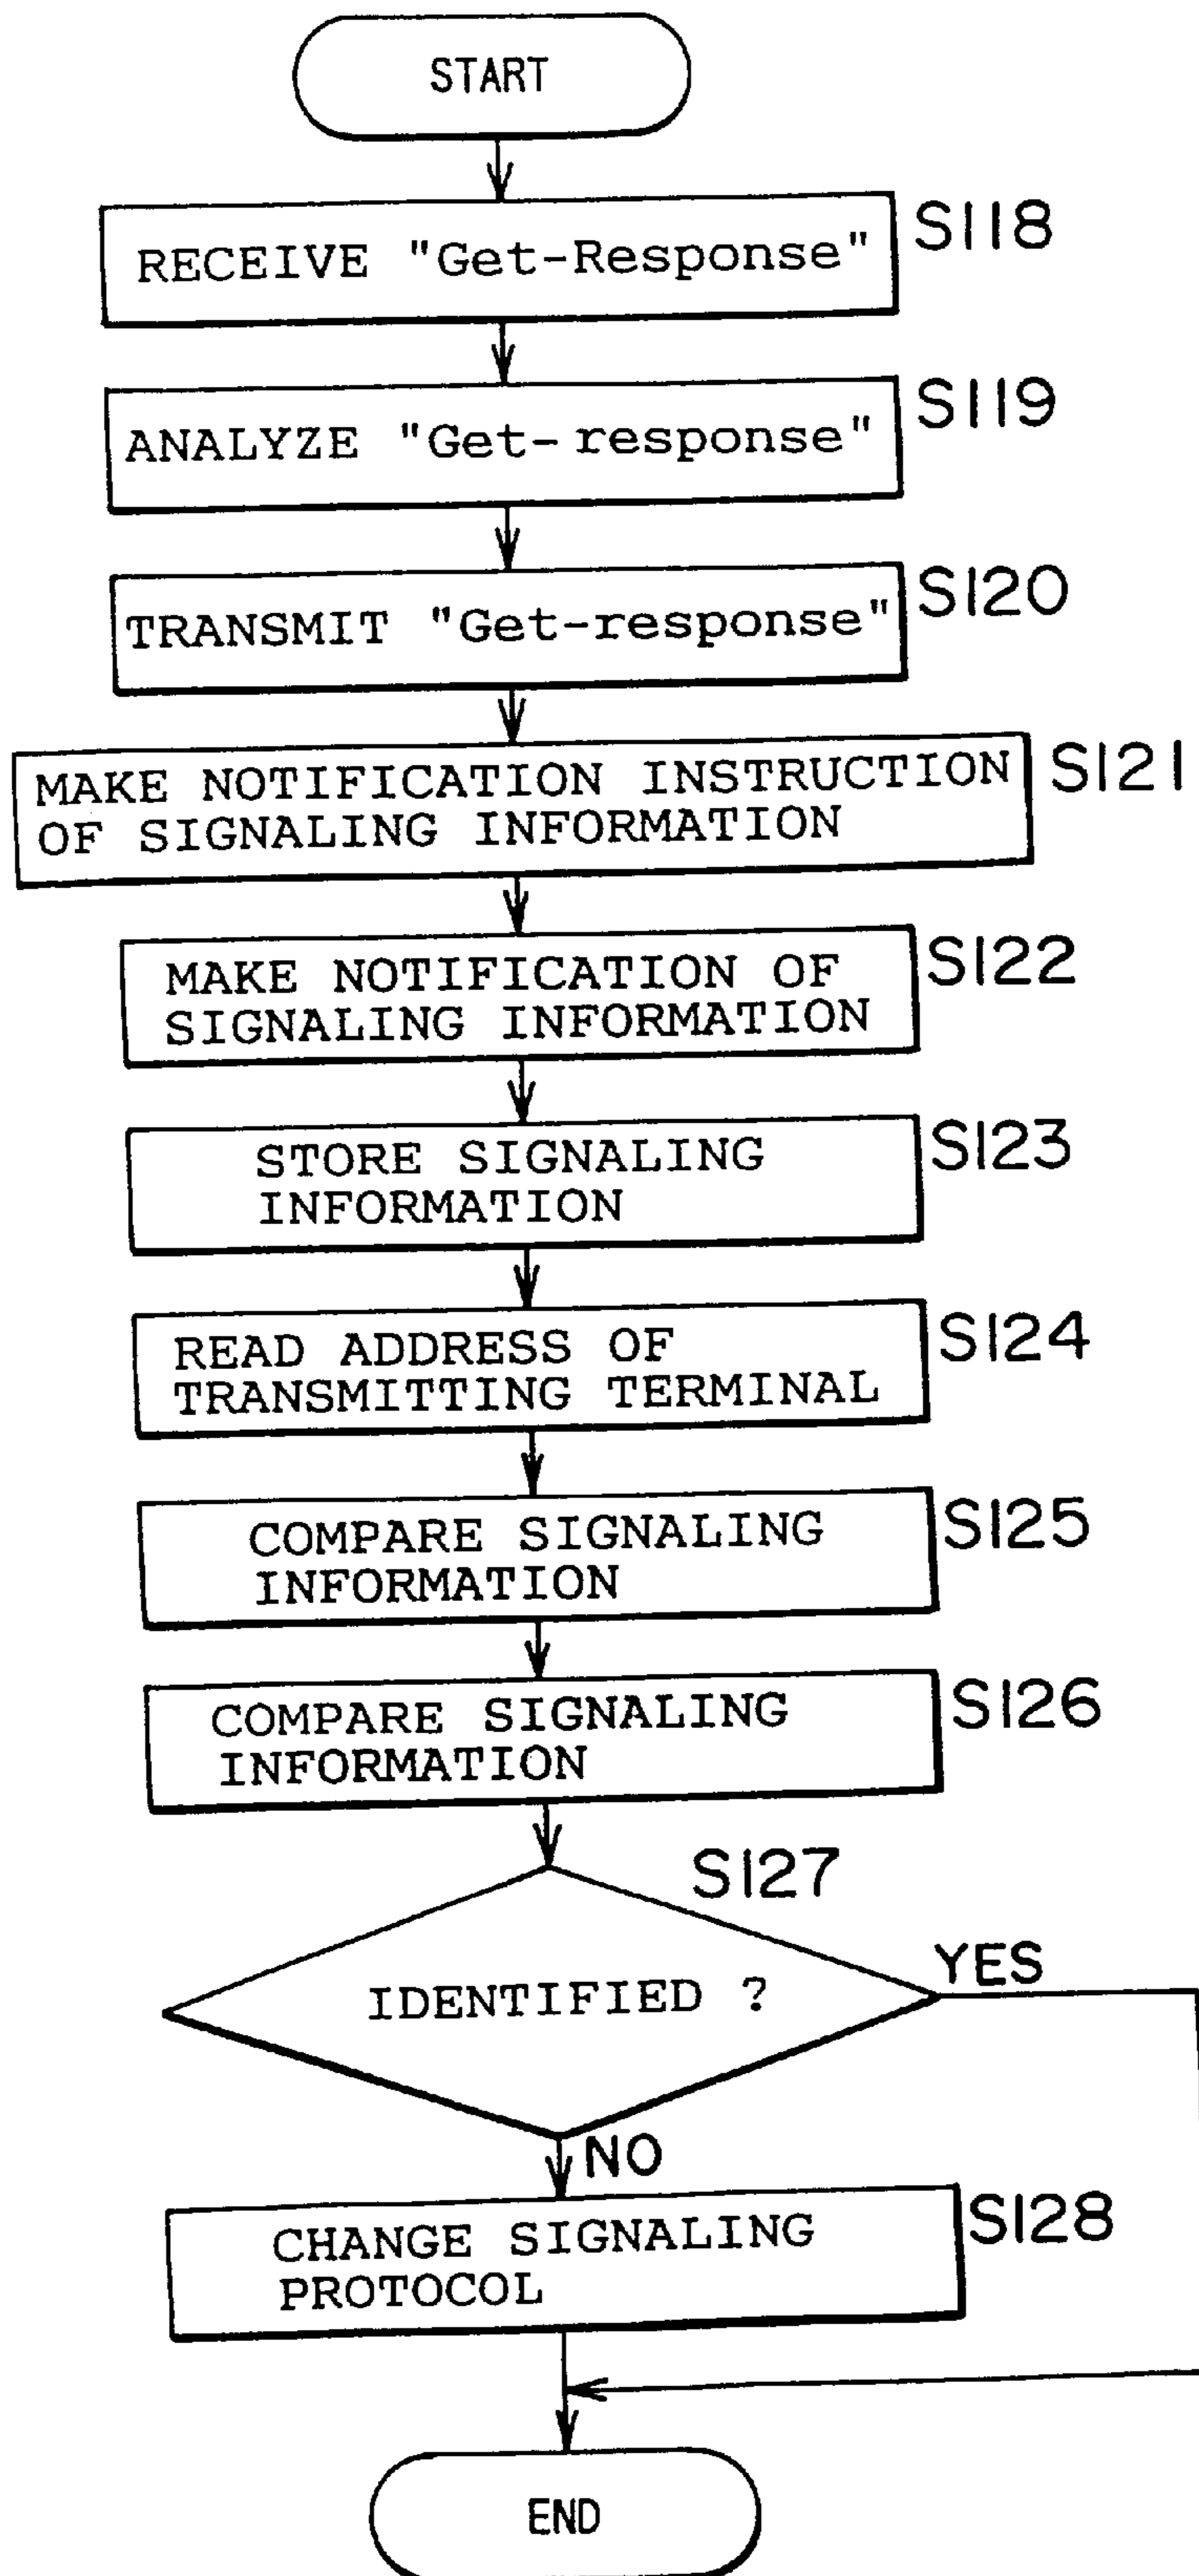 START
RECEIVE "Get-Response"
S118
ANALYZE "Get-response"
S119
TRANSMIT "Get-response"
S120
MAKE NOTIFICATION INSTRUCTION
OF SIGNALING INFORMATION
S121
MAKE NOTIFICATION OF
SIGNALING INFORMATION
S122
STORE SIGNALING
INFORMATION
S123
READ ADDRESS OF
TRANSMITTING TERMINAL
S124
COMPARE SIGNALING
INFORMATION
S125
COMPARE SIGNALING
INFORMATION
S126
S127
IDENTIFIED ?
YES
NO
CHANGE SIGNALING
PROTOCOL
S128
END